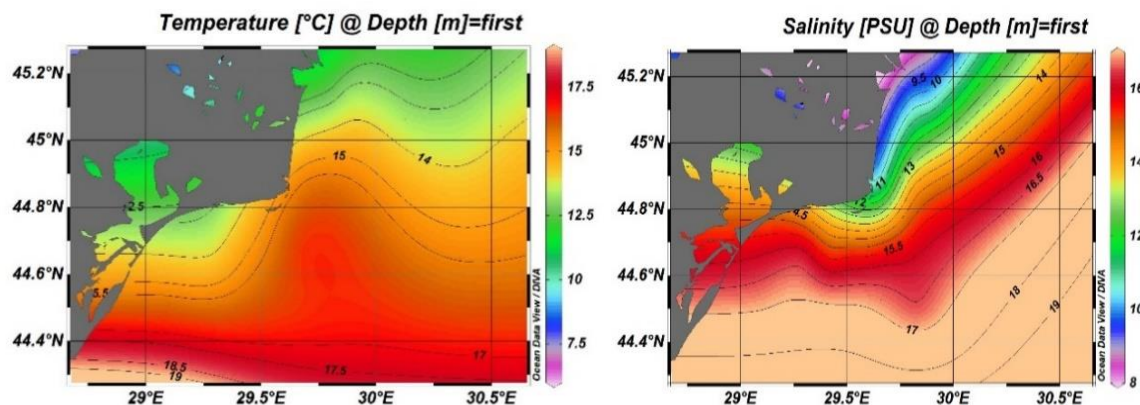 Temperature [°C] @ Depth [m]=first
45.2°N
45°N
44.8°N
44.6°N
44.4°N
29°E
29.5°E
30°E
30.5°E
15
14
2.5
5.5
18.5
19
17
17.5
17.5
15
12.5
10
7.5
Ocean Data View / DIVA
Salinity [PSU] @ Depth [m]=first
45.2°N
45°N
44.8°N
44.6°N
44.4°N
29°E
29.5°E
30°E
30.5°E
9.5
10
14
11
13
15
16
12
4.5
16.5
15.5
17
18
19
16
14
12
10
8
Ocean Data View / DIVA